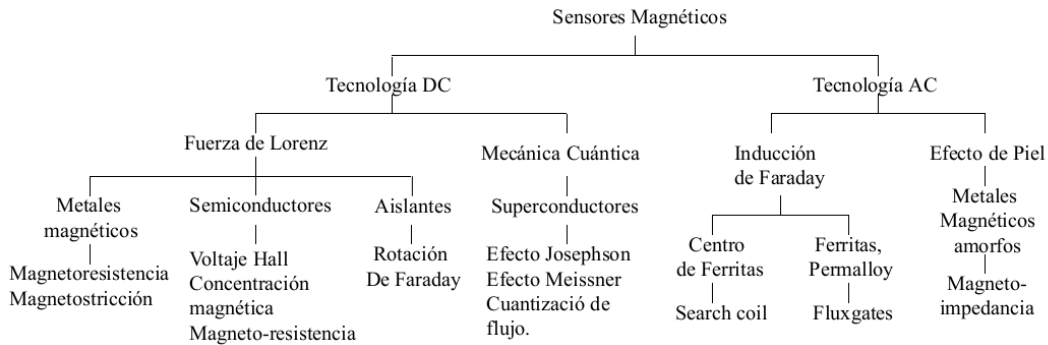 Sensores Magnéticos
Tecnología DC
Tecnología AC
Fuerza de Lorenz
Mecánica Cuántica
Inducción
de Faraday
Efecto de Piel
Metales
magnéticos
Semiconductores
Aislantes
Superconductores
Metales
Magnéticos
amorfos
Magnetoresistencia
Magnetostricción
Voltaje Hall
Concentración
magnética
Magneto-resistencia
Rotación
De Faraday
Efecto Josephson
Efecto Meissner
Cuantizació de
flujo.
Centro
de Ferritas
Ferritas,
Permalloy
Search coil
Fluxgates
Magneto-
impedancia